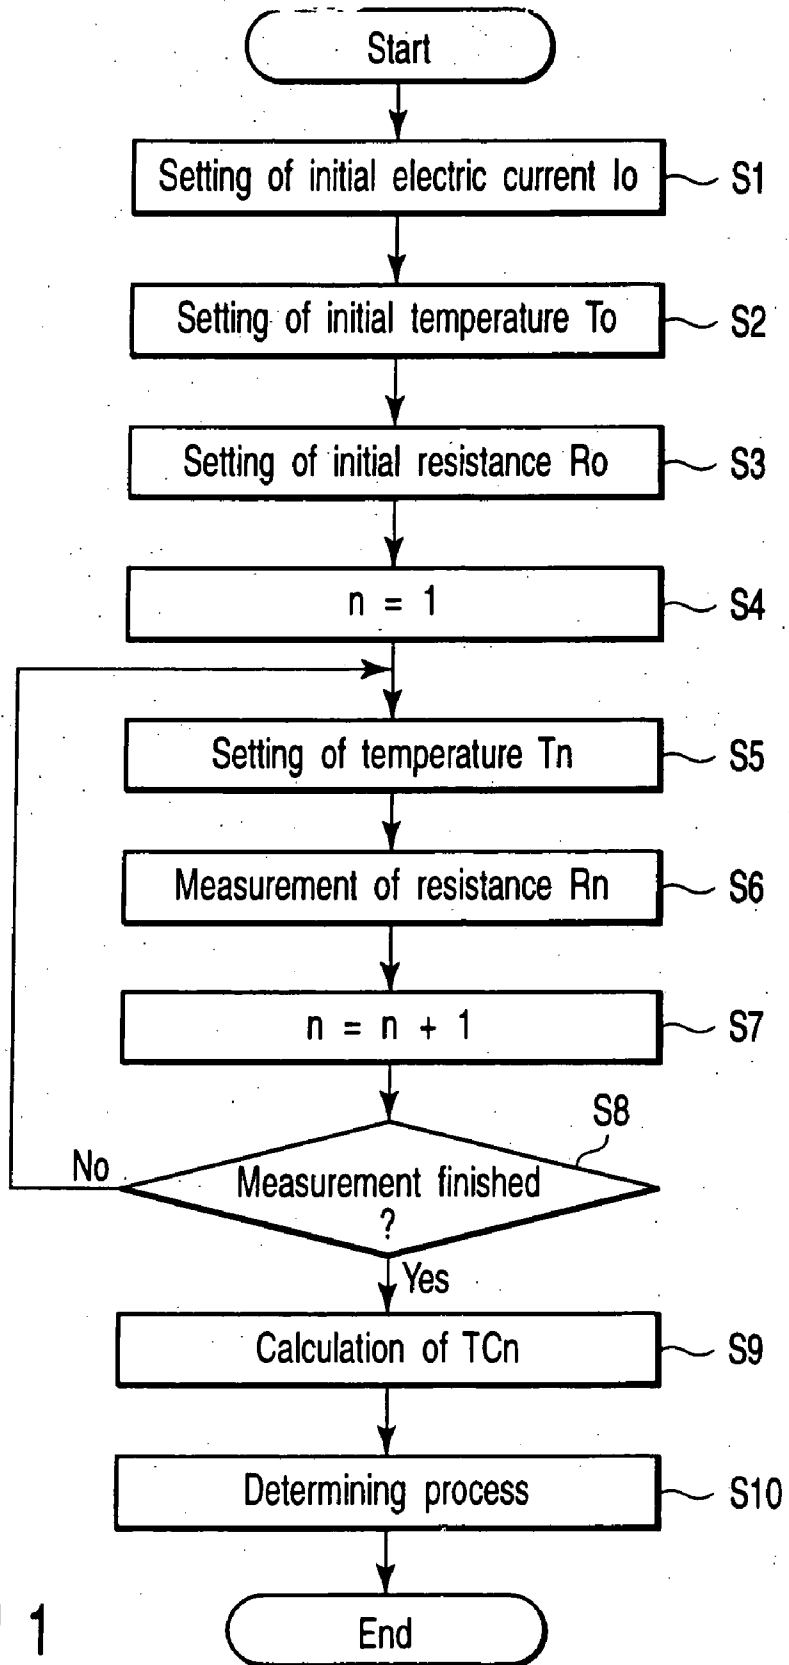 Start
Setting of initial electric current Io
S1
Setting of initial temperature To
S2
Setting of initial resistance Ro
S3
n = 1
S4
Setting of temperature Tn
S5
Measurement of resistance Rn
S6
n = n + 1
S7
S8
No
Measurement finished
?
Yes
Calculation of TCn
S9
Determining process
S10
End
1